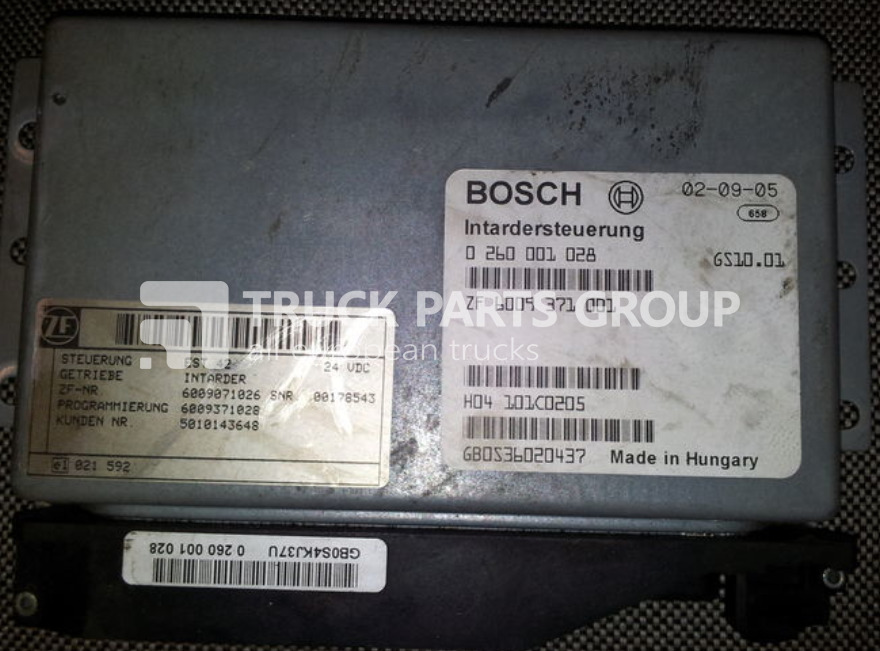 BOSCH 02-09-05
658
Intardersteuerung
0 260 001 028 GS10.01
ZF 6009 371 001
TRUCK PARTS GROUP
all european trucks
ZF
STEUERUNG EST 42 24 VDC
GETRIEBE INTARDER
ZF-NR 6009071026 SNR. 00178543
PROGRAMMIERUNG 6009371028
KUNDEN NR. 5010143648
e1 021 592
H04 101C0205
GB0S36020437 Made in Hungary
GB0S4KJ37U 0 260 001 028